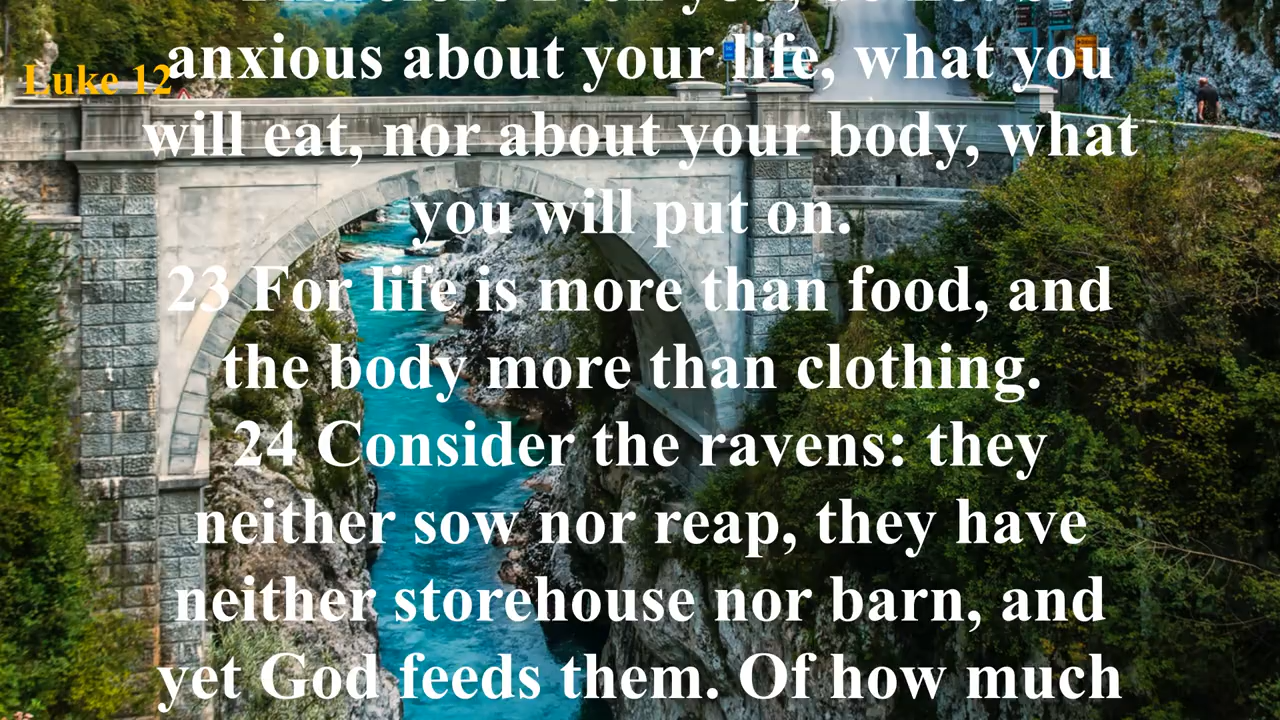 Luke 12
anxious about your life, what you
will eat, nor about your body, what
you will put on.
23 For life is more than food, and
the body more than clothing.
24 Consider the ravens: they
neither sow nor reap, they have
neither storehouse nor barn, and
yet God feeds them. Of how much